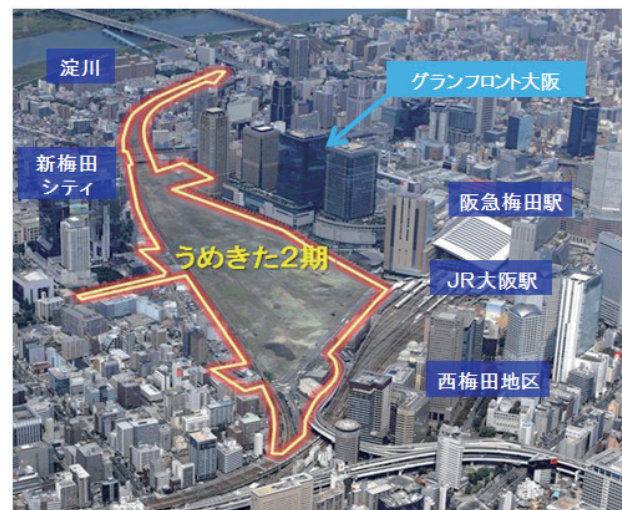 淀川
グランフロント大阪
新梅田
シティ
阪急梅田駅
うめきた2期
JR大阪駅
西梅田地区